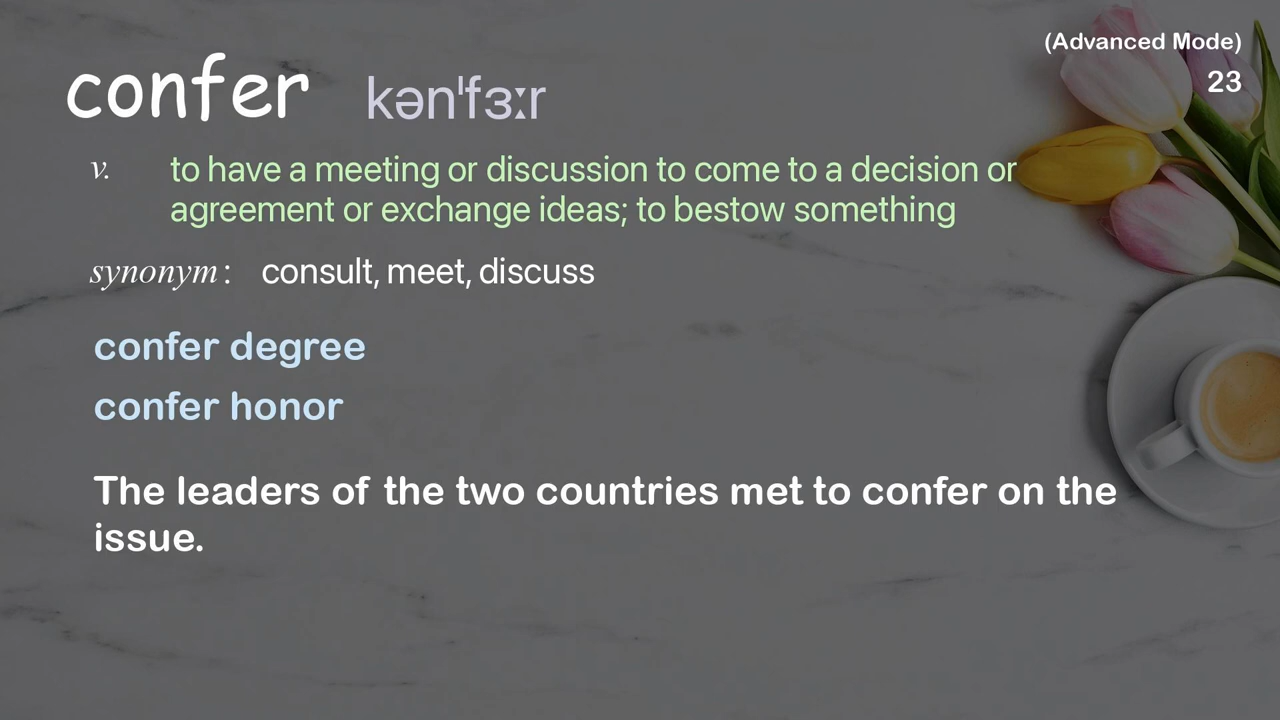 (Advanced Mode)
23
confer kən'fɜːr
v. to have a meeting or discussion to come to a decision or
agreement or exchange ideas; to bestow something
synonym : consult, meet, discuss
confer degree
confer honor
The leaders of the two countries met to confer on the
issue.